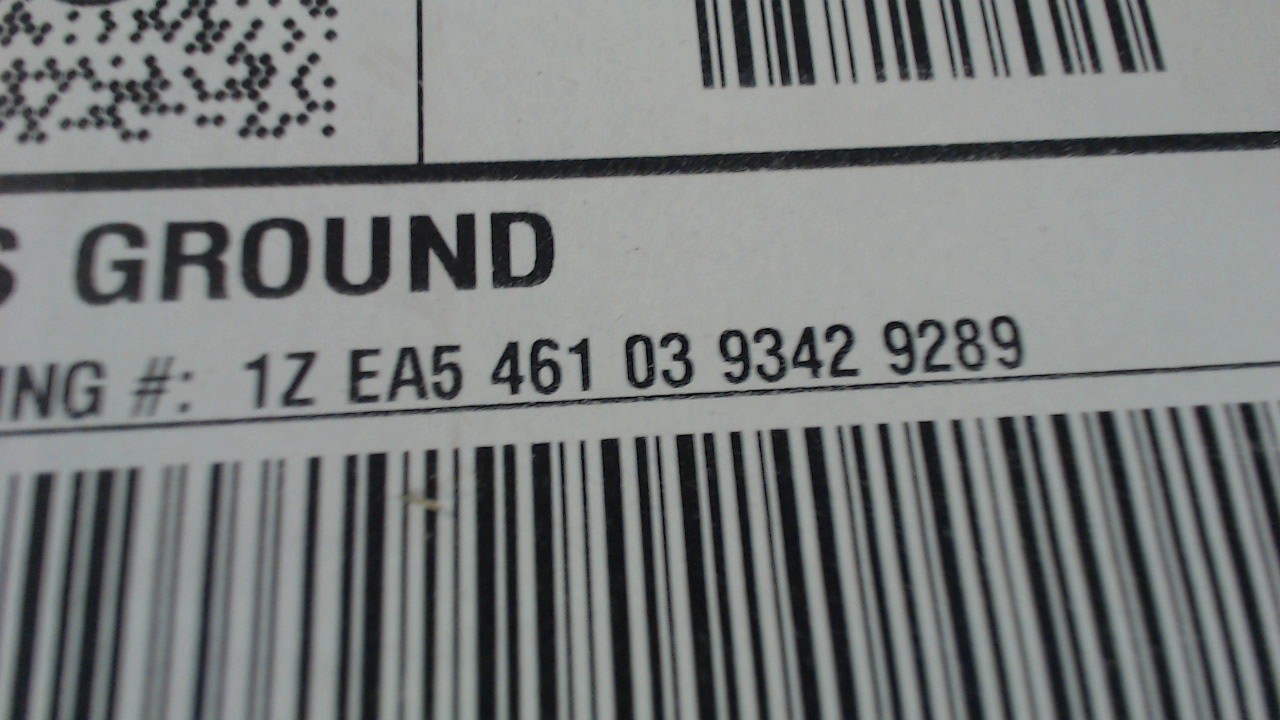 S GROUND
ING #: 1Z EA5 461 03 9342 9289